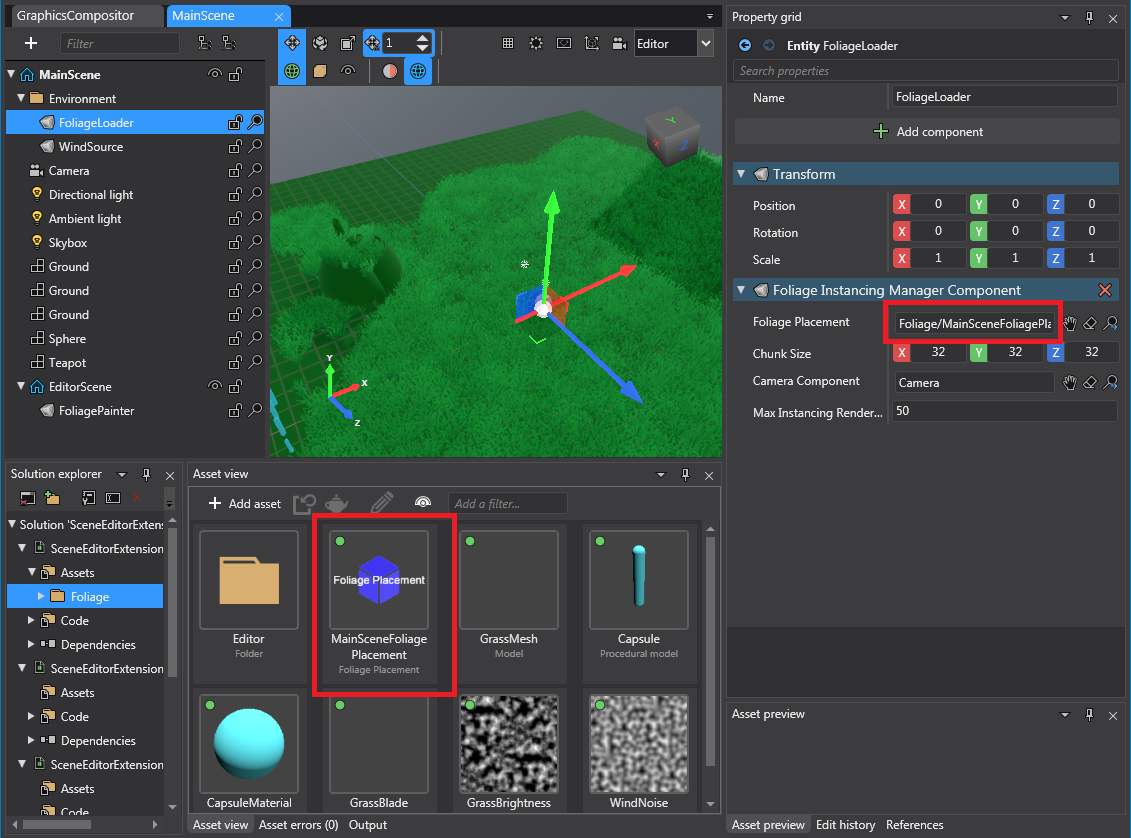 GraphicsCompositor
MainScene
Filter
MainScene
Environment
FoliageLoader
WindSource
Camera
Directional light
Ambient light
Skybox
Ground
Ground
Ground
Sphere
Teapot
EditorScene
FoliagePainter
1
Editor
Y
X
Z
Y
X
Z
Property grid
Entity FoliageLoader
Search properties
Name FoliageLoader
Add component
Transform
Position X 0 Y 0 Z 0
Rotation X 0 Y 0 Z 0
Scale X 1 Y 1 Z 1
Foliage Instancing Manager Component
Foliage Placement Foliage/MainSceneFoliagePla
Chunk Size X 32 Y 32 Z 32
Camera Component Camera
Max Instancing Render... 50
Solution explorer
Solution 'SceneEditorExtens
SceneEditorExtension
Assets
Foliage
Code
Dependencies
SceneEditorExtension
Assets
Code
Dependencies
SceneEditorExtension
Assets
Code
Asset view
Add asset
Add a filter...
Editor
Folder
Foliage Placement
MainSceneFoliage
Placement
Foliage Placement
GrassMesh
Model
Capsule
Procedural model
CapsuleMaterial
GrassBlade
GrassBrightness
WindNoise
Asset view Asset errors (0) Output
Asset preview
Asset preview Edit history References